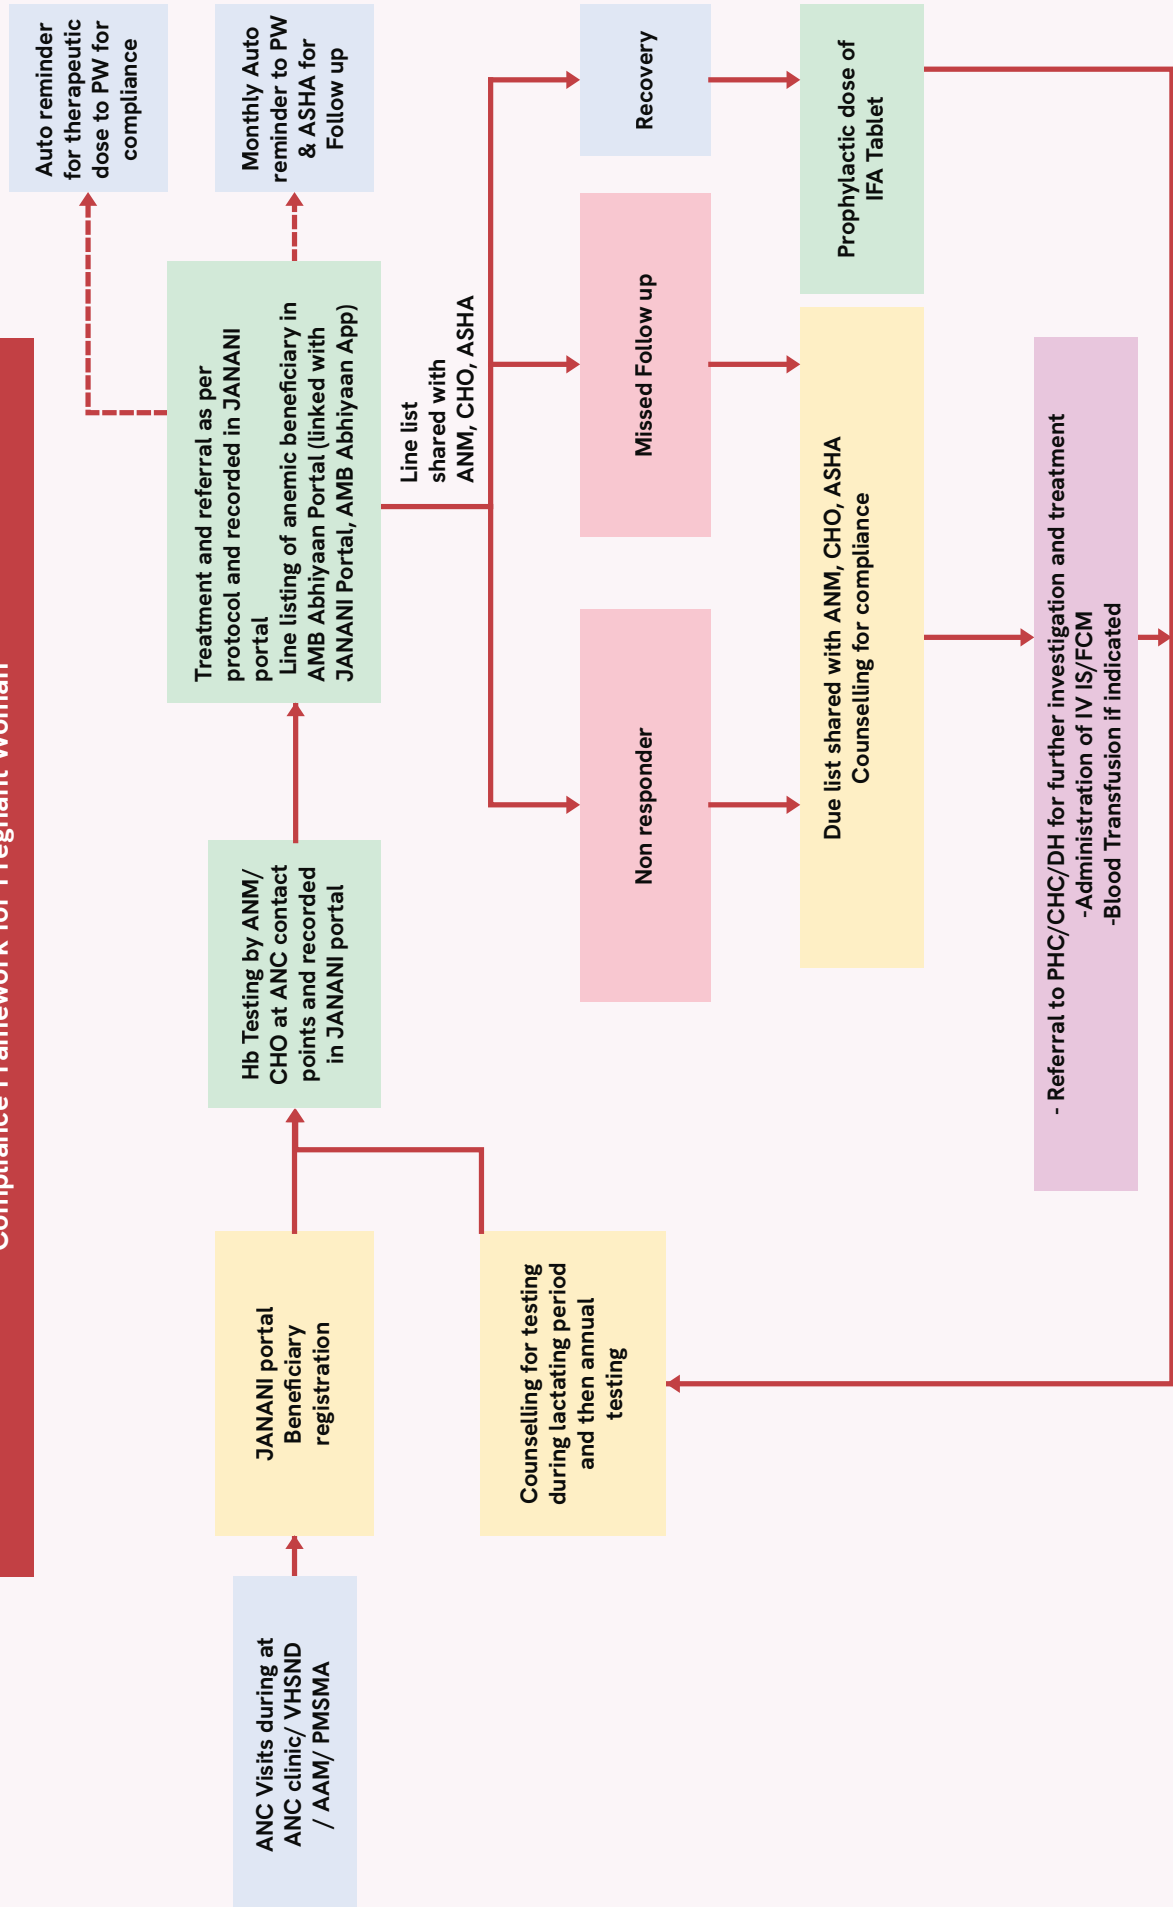 Compliance Framework for Pregnant Woman
ANC Visits during at
ANC clinic/ VHSND
/ AAM/ PMSMA
JANANI portal
Beneficiary
registration
Counselling for testing
during lactating period
and then annual
testing
Hb Testing by ANM/
CHO at ANC contact
points and recorded
in JANANI portal
Treatment and referral as per
protocol and recorded in JANANI
portal
Line listing of anemic beneficiary in
AMB Abhiyaan Portal (linked with
JANANI Portal, AMB Abhiyaan App)
Auto reminder
for therapeutic
dose to PW for
compliance
Monthly Auto
reminder to PW
& ASHA for
Follow up
Line list
shared with
ANM, CHO, ASHA
Non responder
Missed Follow up
Recovery
Due list shared with ANM, CHO, ASHA
Counselling for compliance
Prophylactic dose of
IFA Tablet
- Referral to PHC/CHC/DH for further investigation and treatment
-Administration of IV IS/FCM
-Blood Transfusion if indicated